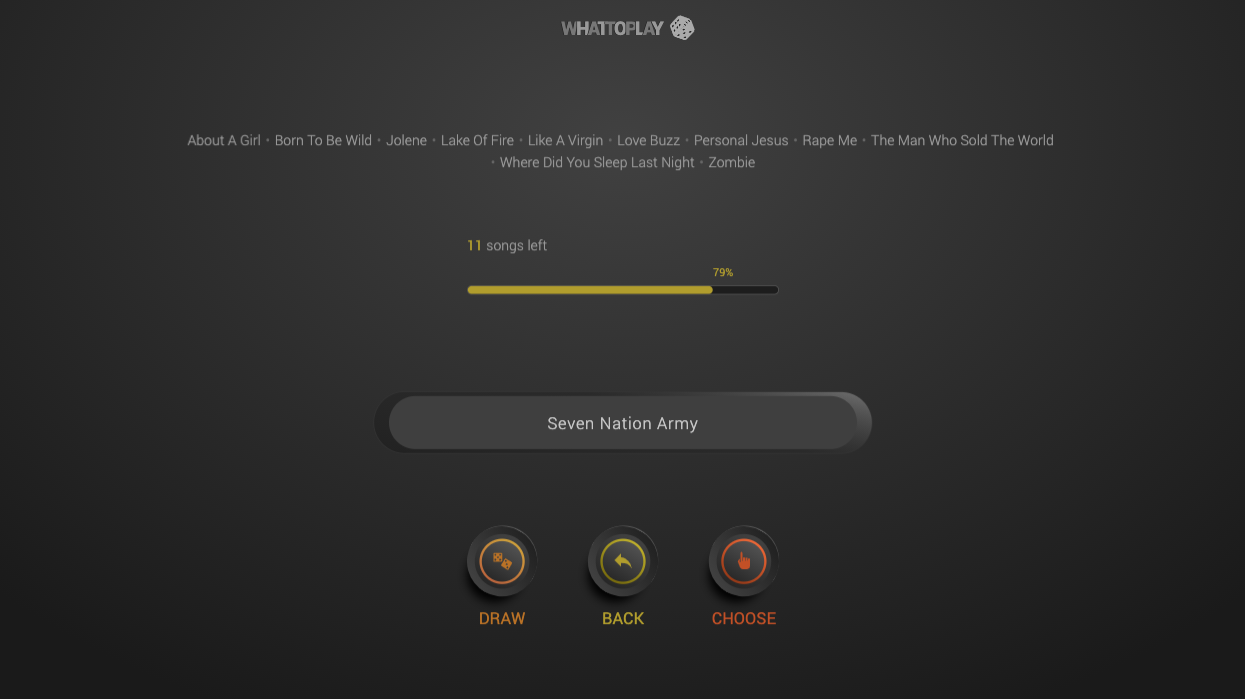 WHATTOPLAY
About A Girl • Born To Be Wild • Jolene • Lake Of Fire • Like A Virgin • Love Buzz • Personal Jesus • Rape Me • The Man Who Sold The World
• Where Did You Sleep Last Night • Zombie
11 songs left
79%
Seven Nation Army
DRAW BACK CHOOSE